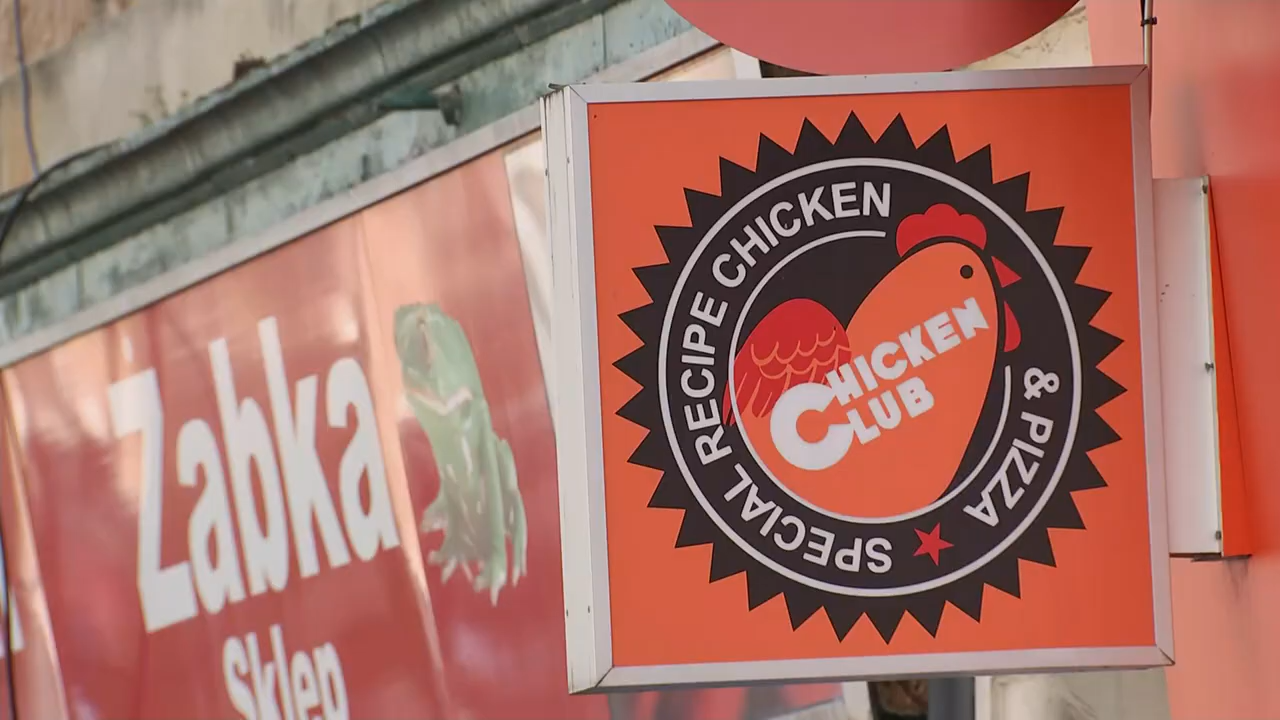 Żabka
Sklep
SPECIAL RECIPE CHICKEN & PIZZA
CHICKEN
CLUB